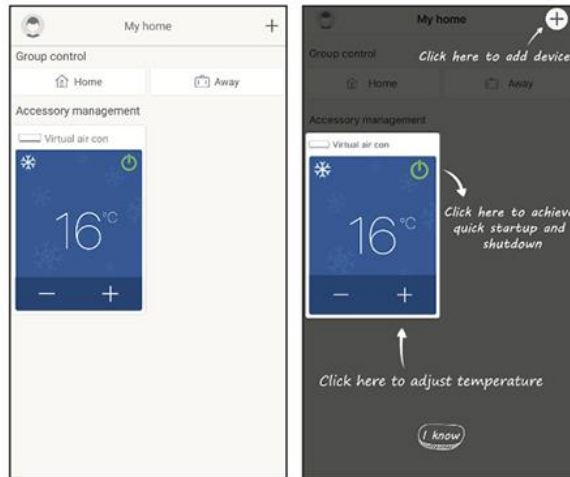 My home
+
Group control
Home
Away
Accessory management
Virtual air con
16°C
− +
My home
+
Click here to add device
Group control
Home
Away
Accessory management
Virtual air con
16°C
− +
Click here to achieve
quick startup and
shutdown
Click here to adjust temperature
I know